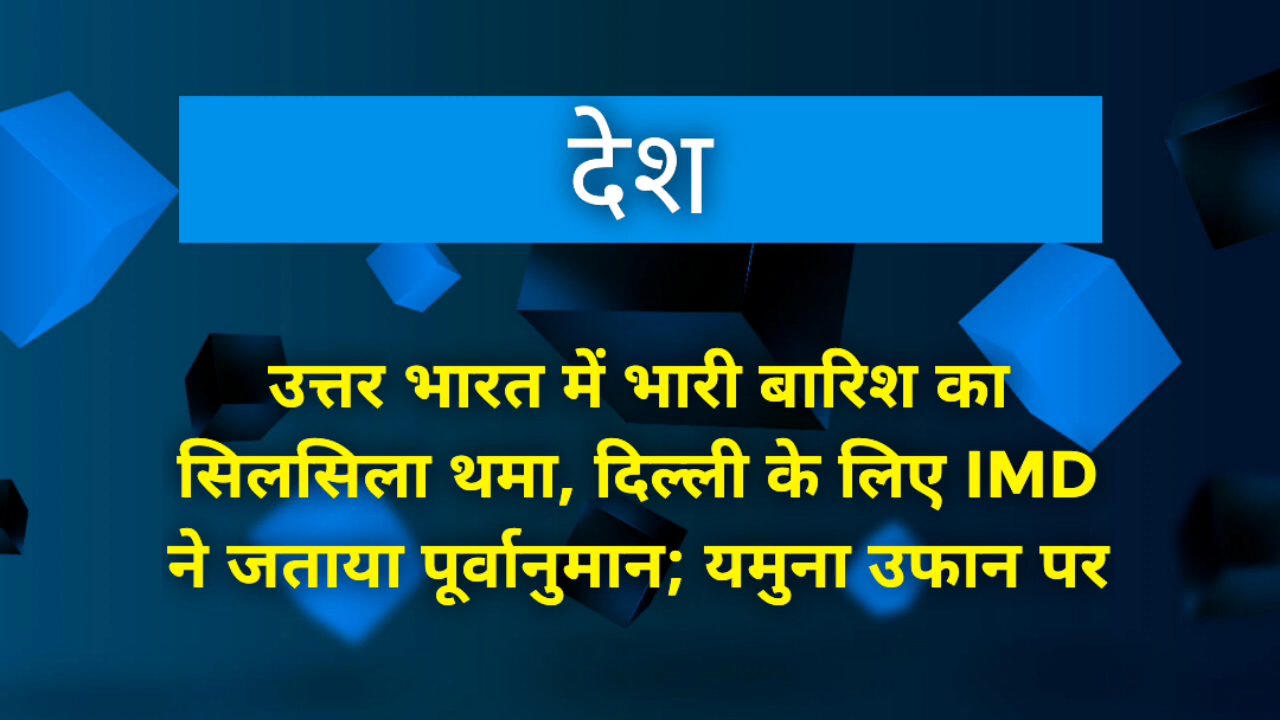 देश
उत्तर भारत में भारी बारिश का
सिलसिला थमा, दिल्ली के लिए IMD
ने जताया पूर्वानुमान; यमुना उफान पर